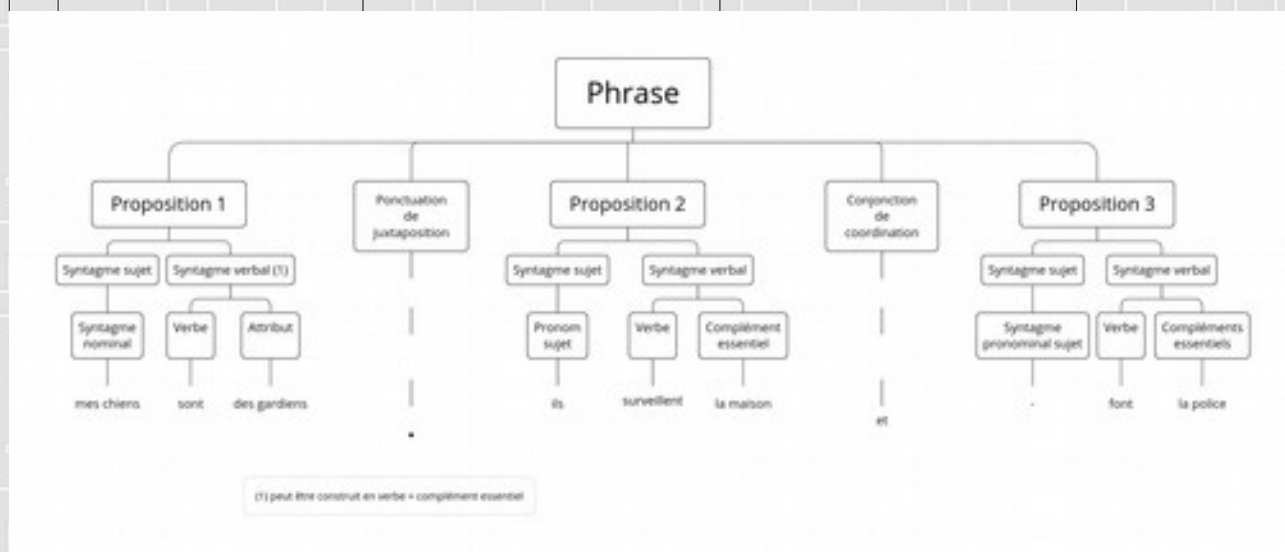 Phrase
Proposition 1
Ponctuation
de
juxtaposition
Proposition 2
Conjonction
de
coordination
Proposition 3
Syntagme sujet
Syntagme verbal (1)
Syntagme sujet
Syntagme verbal
Syntagme sujet
Syntagme verbal
Syntagme
nominal
Verbe
Attribut
Pronom
sujet
Verbe
Complément
essentiel
Syntagme
pronominal sujet
Verbe
Compléments
essentiels
mes chiens
sont
des gardiens
.
ils
surveillent
la maison
et
-
font
la police
(1) peut être construit en verbe + complément essentiel